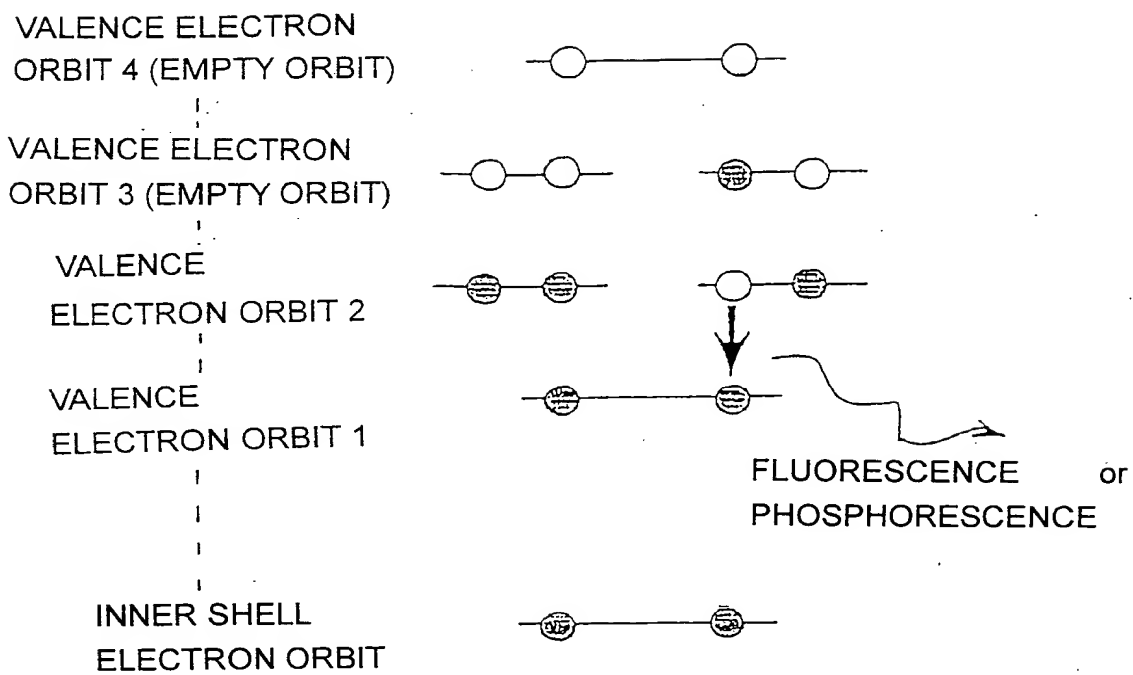 VALENCE ELECTRON
ORBIT 4 (EMPTY ORBIT)
VALENCE ELECTRON
ORBIT 3 (EMPTY ORBIT)
VALENCE
ELECTRON ORBIT 2
VALENCE
ELECTRON ORBIT 1
FLUORESCENCE or
PHOSPHORESCENCE
INNER SHELL
ELECTRON ORBIT